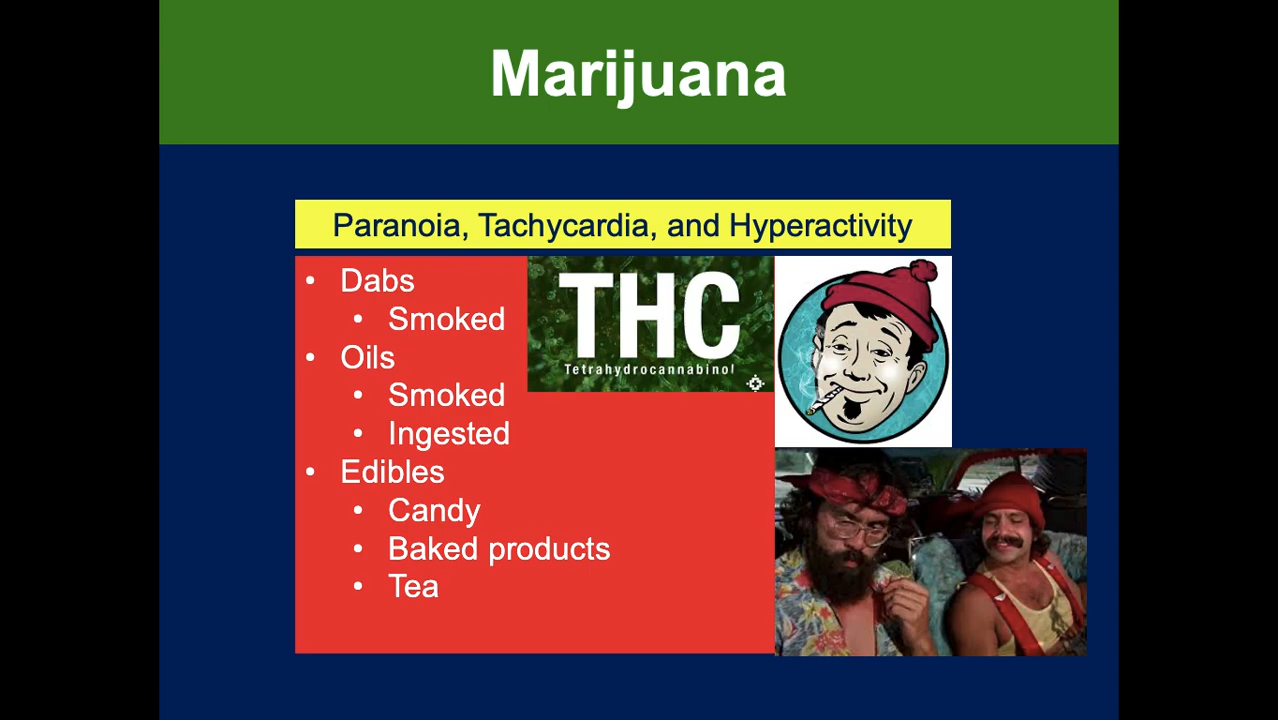 Marijuana
Paranoia, Tachycardia, and Hyperactivity
• Dabs
• Smoked
• Oils
• Smoked
• Ingested
• Edibles
• Candy
• Baked products
• Tea
THC
Tetrahydrocannabinol